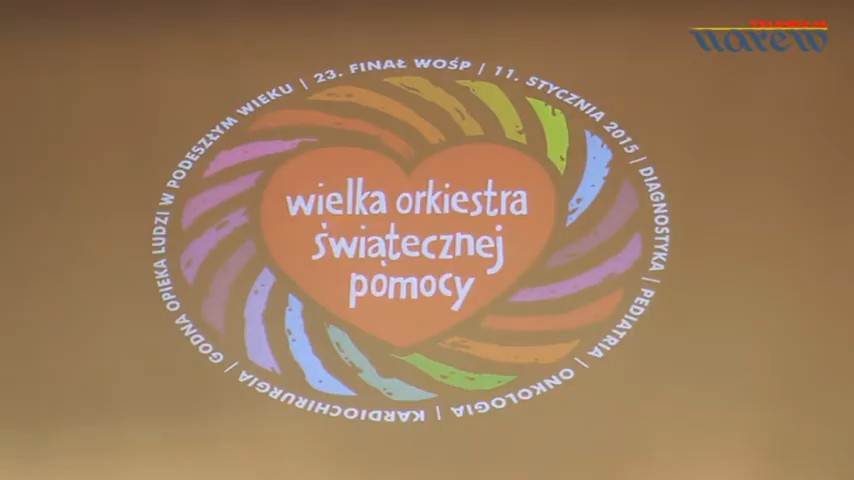 23. FINAŁ WOŚP | 11. STYCZNIA 2015 | DIAGNOSTYKA | PEDIATRIA | ONKOLOGIA | KARDIOCHIRURGIA | GODNA OPIEKA LUDZI W PODESZŁYM WIEKU |
wielka orkiestra
świątecznej
pomocy
narew